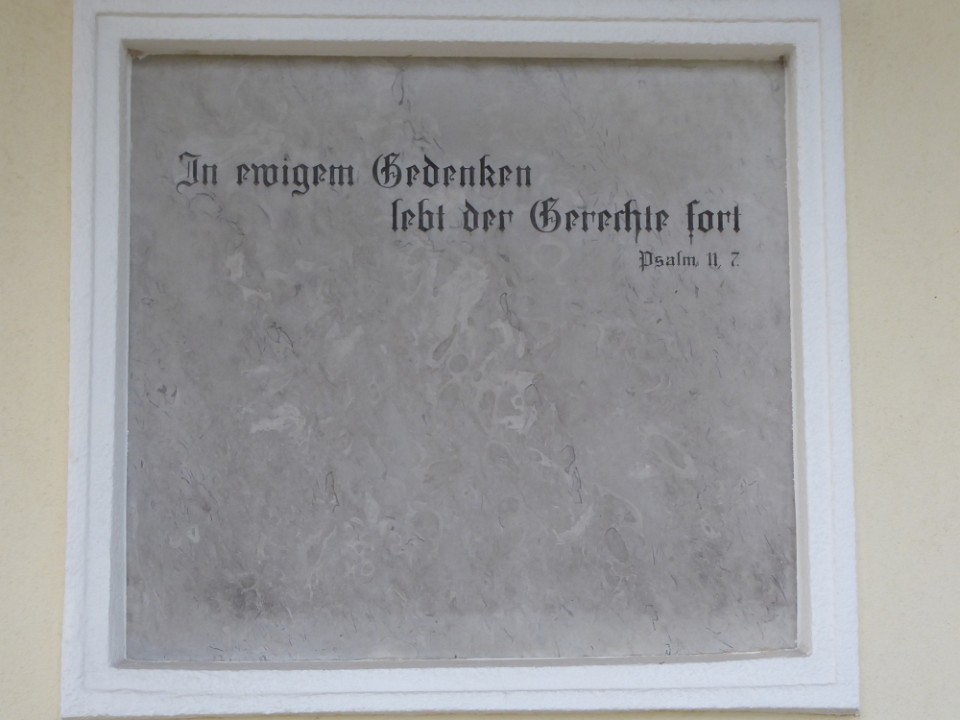 In ewigem Gedenken
lebt der Gerechte fort
Psalm 11, 7.